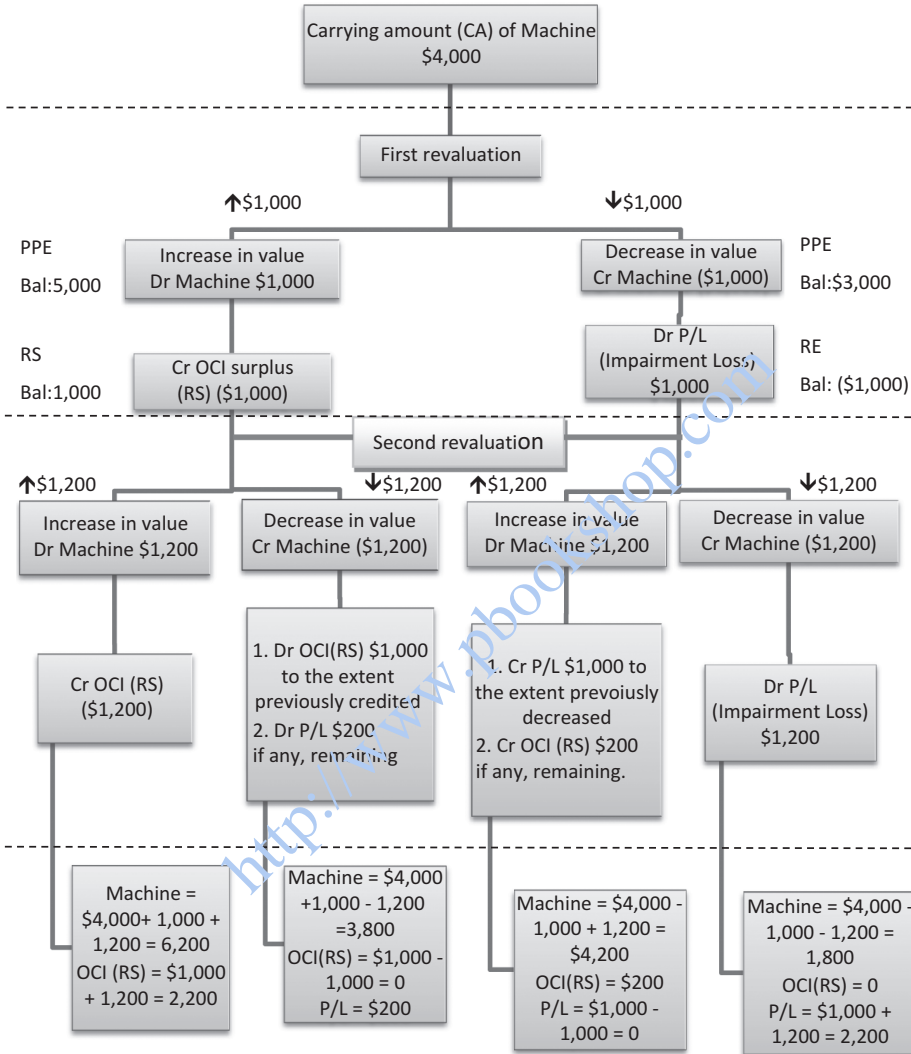 Carrying amount (CA) of Machine
$4,000
First revaluation
↑$1,000
↓$1,000
PPE
Bal:5,000
Increase in value
Dr Machine $1,000
Decrease in value
Cr Machine ($1,000)
PPE
Bal:$3,000
RS
Bal:1,000
Cr OCI surplus
(RS) ($1,000)
Dr P/L
(Impairment Loss)
$1,000
RE
Bal: ($1,000)
Second revaluation
↑$1,200
↓$1,200
↑$1,200
↓$1,200
Increase in value
Dr Machine $1,200
Decrease in value
Cr Machine ($1,200)
Increase in value
Dr Machine $1,200
Decrease in value
Cr Machine ($1,200)
Cr OCI (RS)
($1,200)
1. Dr OCI(RS) $1,000
to the extent
previously credited
2. Dr P/L $200
if any, remaining
1. Cr P/L $1,000 to
the extent prevoiusly
decreased
2. Cr OCI (RS) $200
if any, remaining.
Dr P/L
(Impairment Loss)
$1,200
Machine =
$4,000+ 1,000 +
1,200 = 6,200
OCI (RS) = $1,000
+ 1,200 = 2,200
Machine = $4,000
+1,000 - 1,200
=3,800
OCI(RS) = $1,000 -
1,000 = 0
P/L = $200
Machine = $4,000 -
1,000 + 1,200 =
$4,200
OCI(RS) = $200
P/L = $1,000 -
1,000 = 0
Machine = $4,000 -
1,000 - 1,200 =
1,800
OCI(RS) = 0
P/L = $1,000 +
1,200 = 2,200
http://www.pbookshop.com